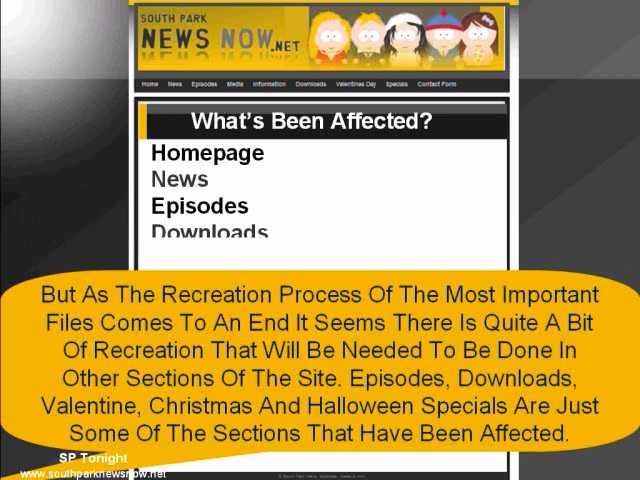 SOUTH PARK
NEWS NOW.NET
Home News Episodes Media Information Downloads Valentines Day Specials Contact Form
What's Been Affected?
Homepage
News
Episodes
Downloads
But As The Recreation Process Of The Most Important
Files Comes To An End It Seems There Is Quite A Bit
Of Recreation That Will Be Needed To Be Done In
Other Sections Of The Site. Episodes, Downloads,
Valentine, Christmas And Halloween Specials Are Just
Some Of The Sections That Have Been Affected.
SP Tonight
www.southparknewsnow.net